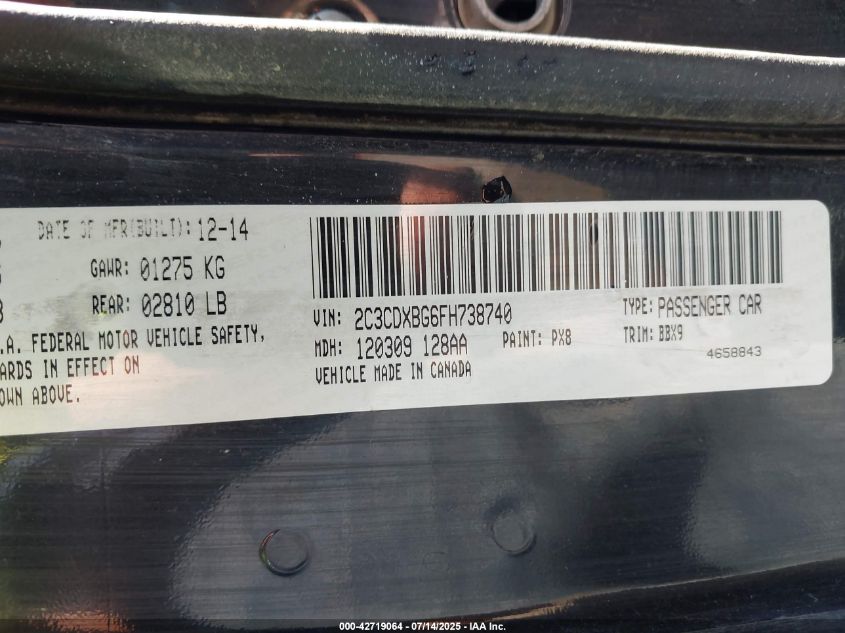 DATE OF MFR(BUILT): 12-14
GAWR: 01275 KG
REAR: 02810 LB
.A. FEDERAL MOTOR VEHICLE SAFETY,
ARDS IN EFFECT ON
OWN ABOVE.
VIN: 2C3CDXBG6FH738740
TYPE: PASSENGER CAR
MDH: 120309 128AA
PAINT: PX8
TRIM: BBX9
VEHICLE MADE IN CANADA
4658843
000-42719064 - 07/14/2025 - IAA Inc.